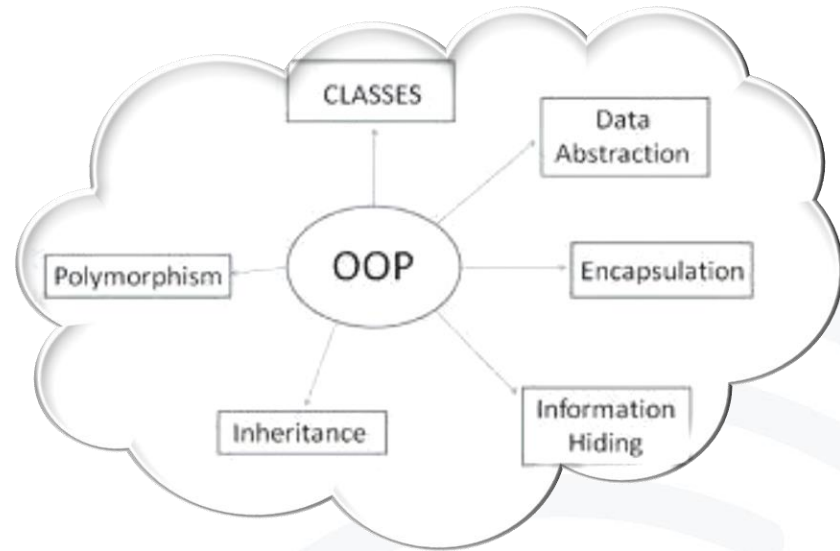 CLASSES
Data
Abstraction
OOP
Polymorphism
Encapsulation
Inheritance
Information
Hiding